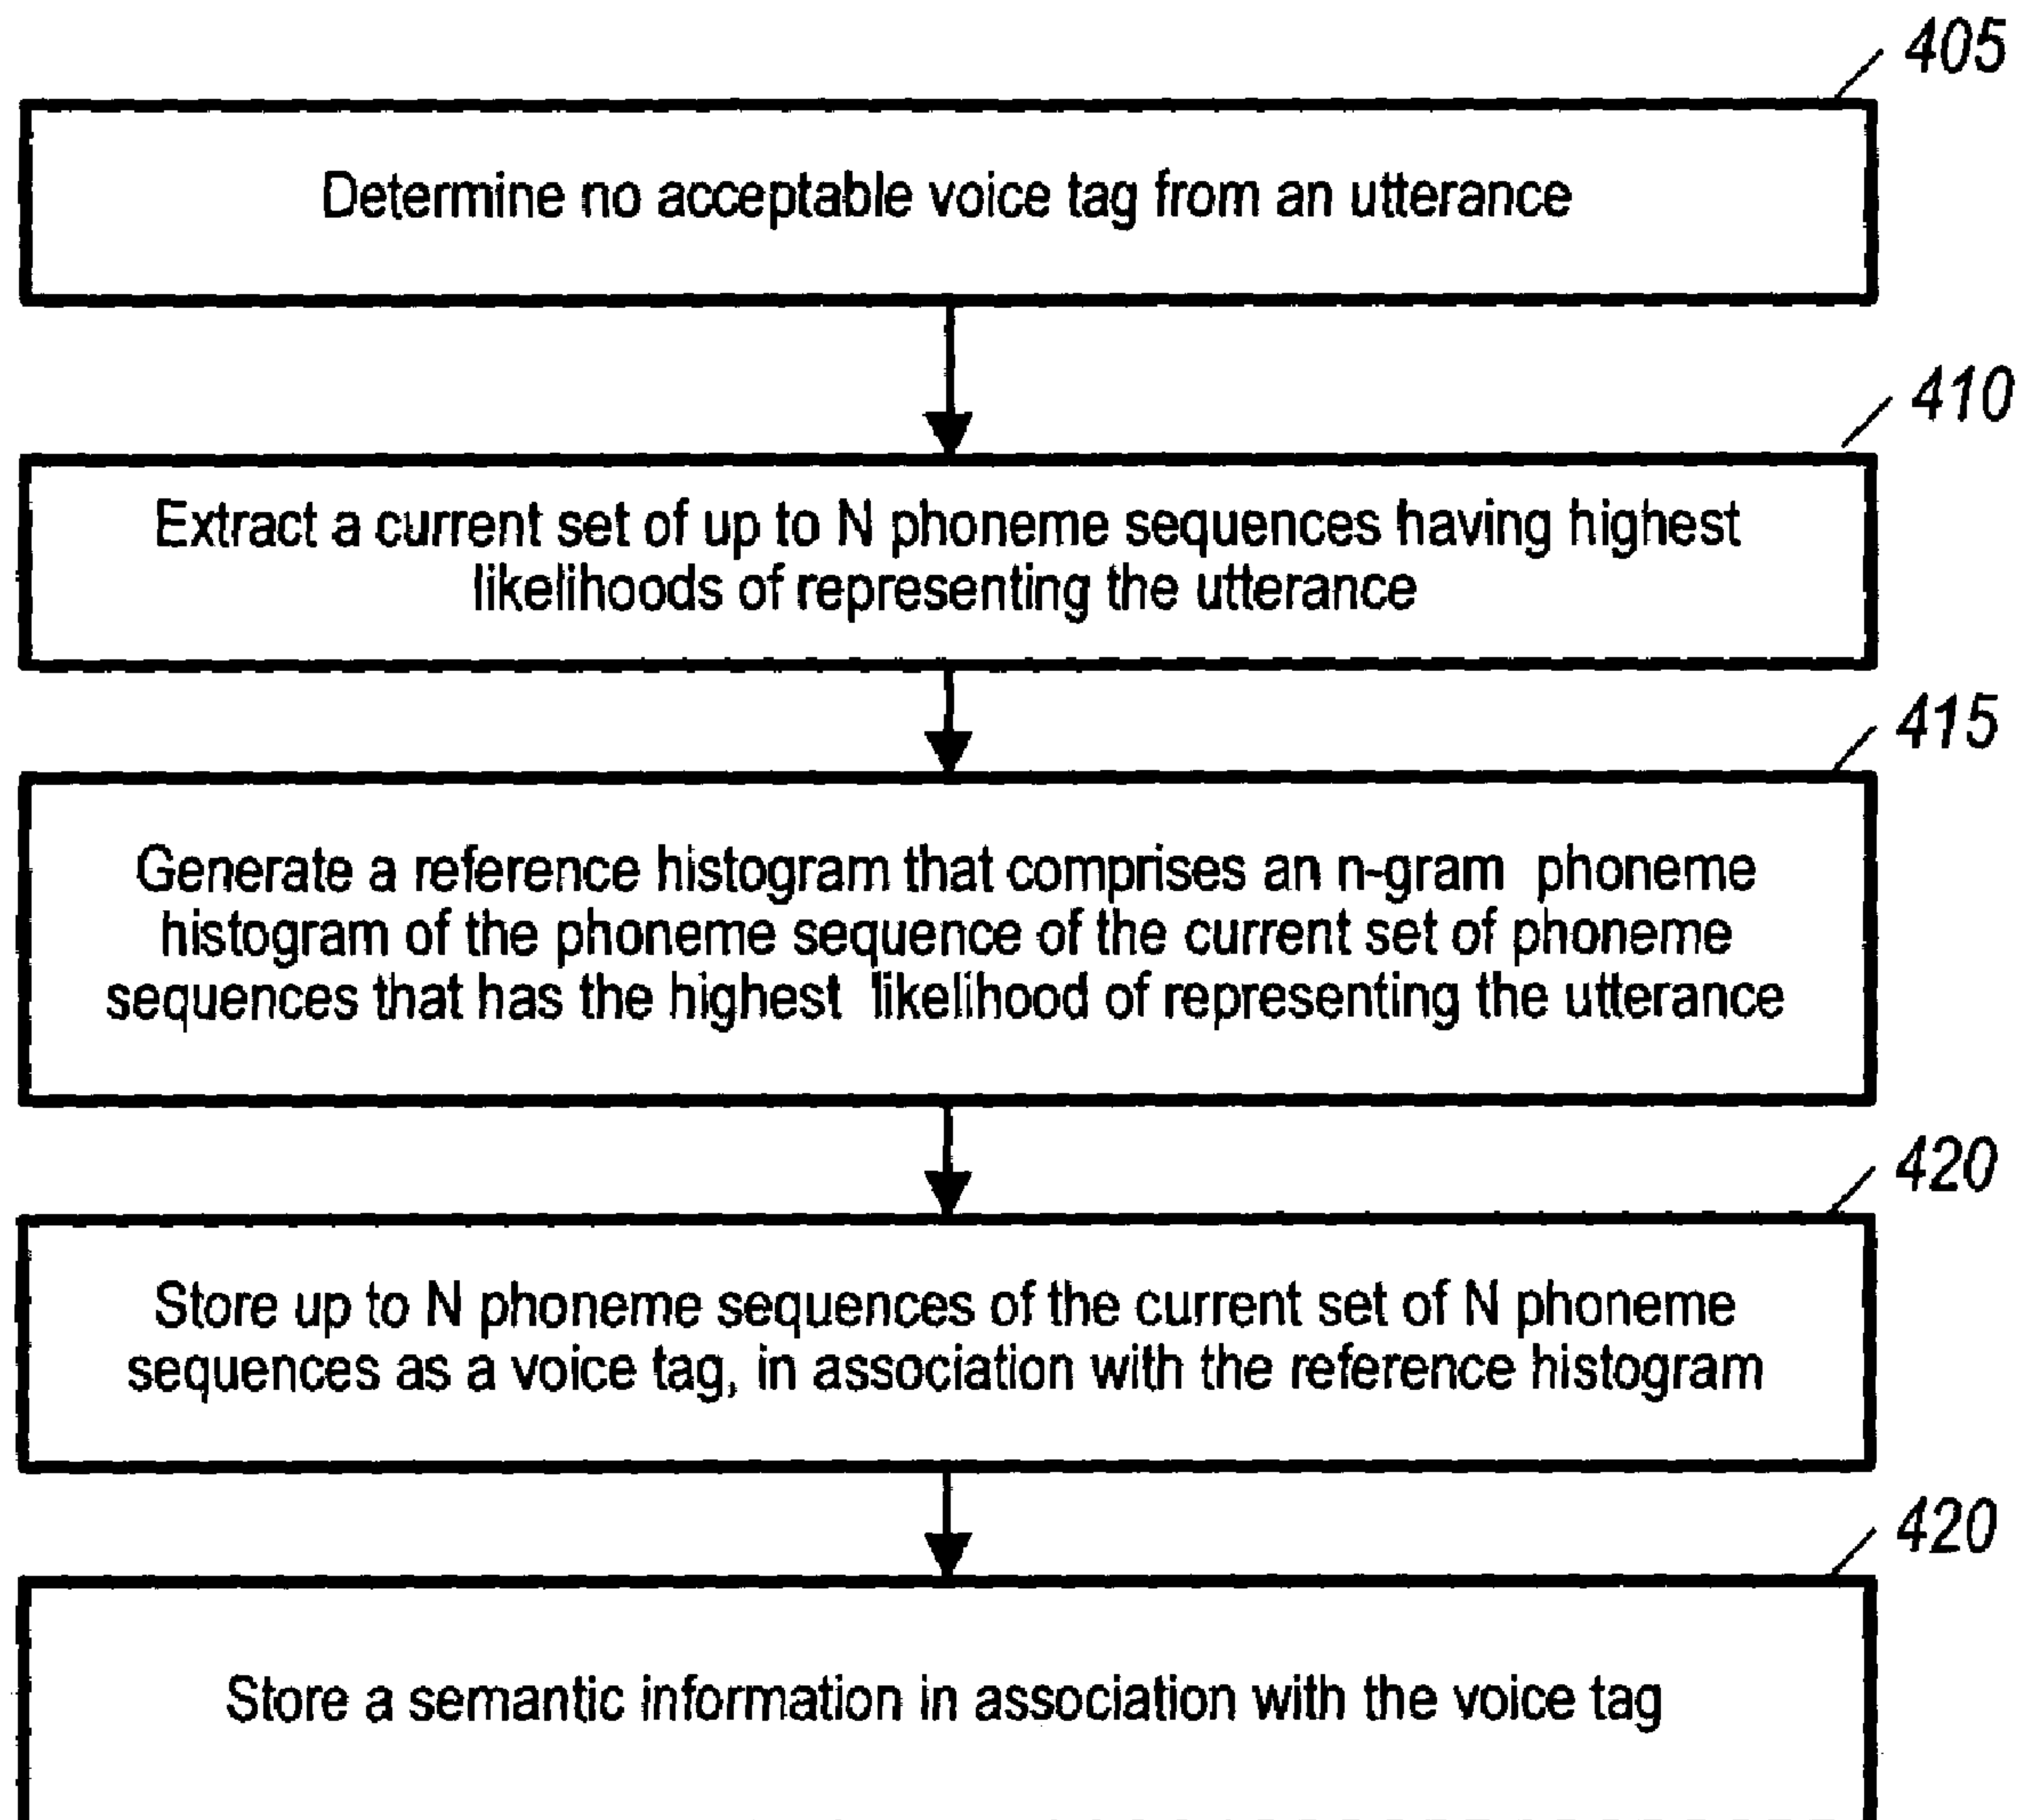 405
Determine no acceptable voice tag from an utterance
410
Extract a current set of up to N phoneme sequences having highest
likelihoods of representing the utterance
415
Generate a reference histogram that comprises an n-gram phoneme
histogram of the phoneme sequence of the current set of phoneme
sequences that has the highest likelihood of representing the utterance
420
Store up to N phoneme sequences of the current set of N phoneme
sequences as a voice tag, in association with the reference histogram
420
Store a semantic information in association with the voice tag